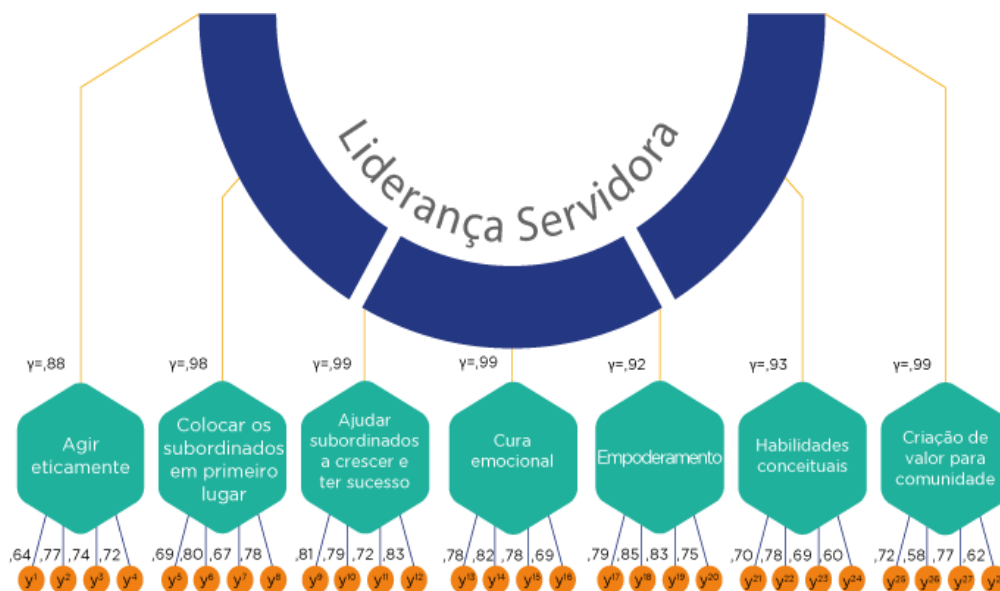 Liderança Servidora
γ=,88
γ=,98
γ=,99
γ=,99
γ=,92
γ=,93
γ=,99
Agir
eticamente
Colocar os
subordinados
em primeiro
lugar
Ajudar
subordinados
a crescer e
ter sucesso
Cura
emocional
Empoderamento
Habilidades
conceituais
Criação de
valor para
comunidade
,64 ,77 ,74 ,72
,69 ,80 ,67 ,78
,81 ,79 ,72 ,83
,78 ,82 ,78 ,69
,79 ,85 ,83 ,75
,70 ,78 ,69 ,60
,72 ,58 ,77 ,62
y¹ y² y³ y⁴
y⁵ y⁶ y⁷ y⁸
y⁹ y¹⁰ y¹¹ y¹²
y¹³ y¹⁴ y¹⁵ y¹⁶
y¹⁷ y¹⁸ y¹⁹ y²⁰
y²¹ y²² y²³ y²⁴
y²⁵ y²⁶ y²⁷